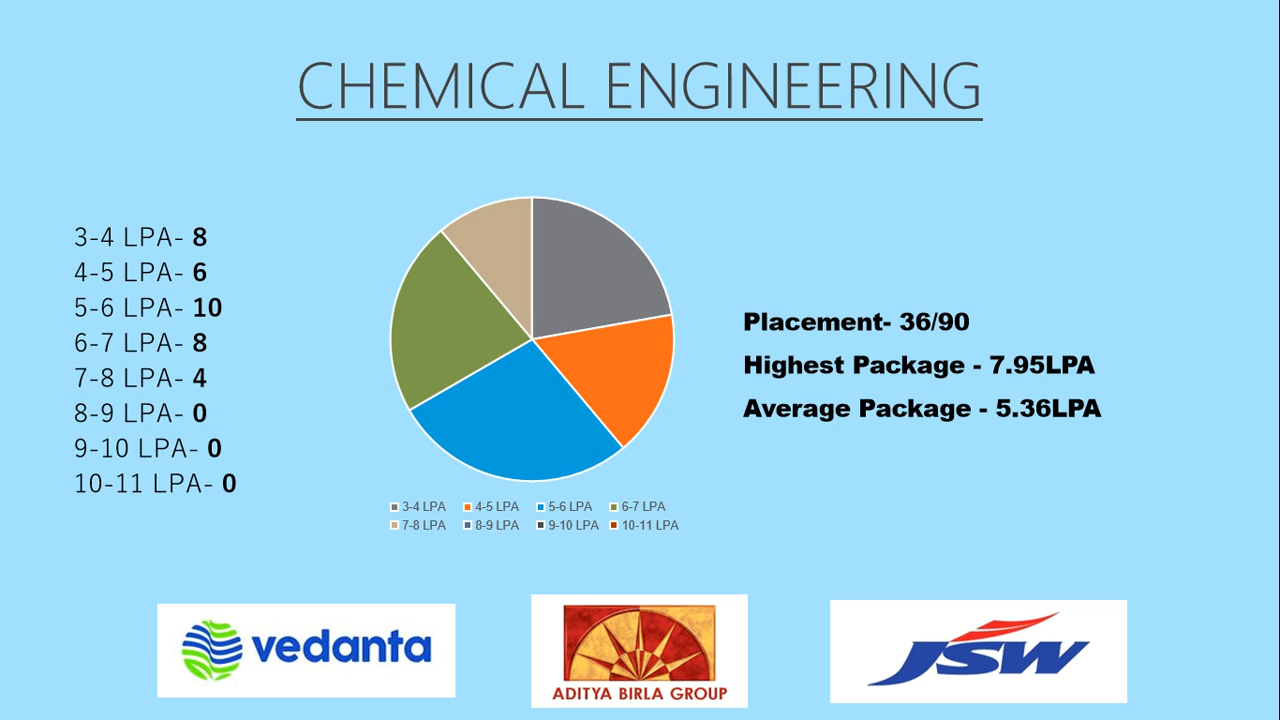 CHEMICAL ENGINEERING
3-4 LPA- 8
4-5 LPA- 6
5-6 LPA- 10
6-7 LPA- 8
7-8 LPA- 4
8-9 LPA- 0
9-10 LPA- 0
10-11 LPA- 0
3-4 LPA 4-5 LPA 5-6 LPA 6-7 LPA
7-8 LPA 8-9 LPA 9-10 LPA 10-11 LPA
Placement- 36/90
Highest Package - 7.95LPA
Average Package - 5.36LPA
vedanta
ADITYA BIRLA GROUP
JSW